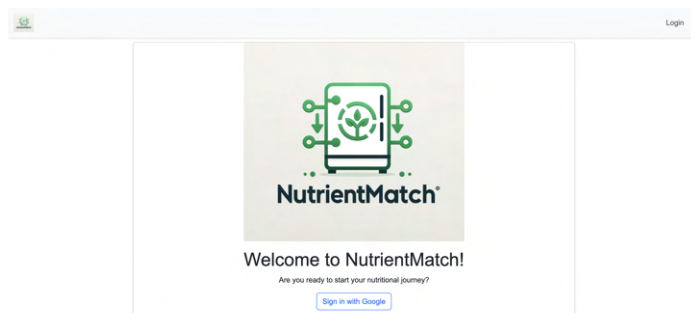 Login
NutrientMatch®
Welcome to NutrientMatch!
Are you ready to start your nutritional journey?
Sign in with Google